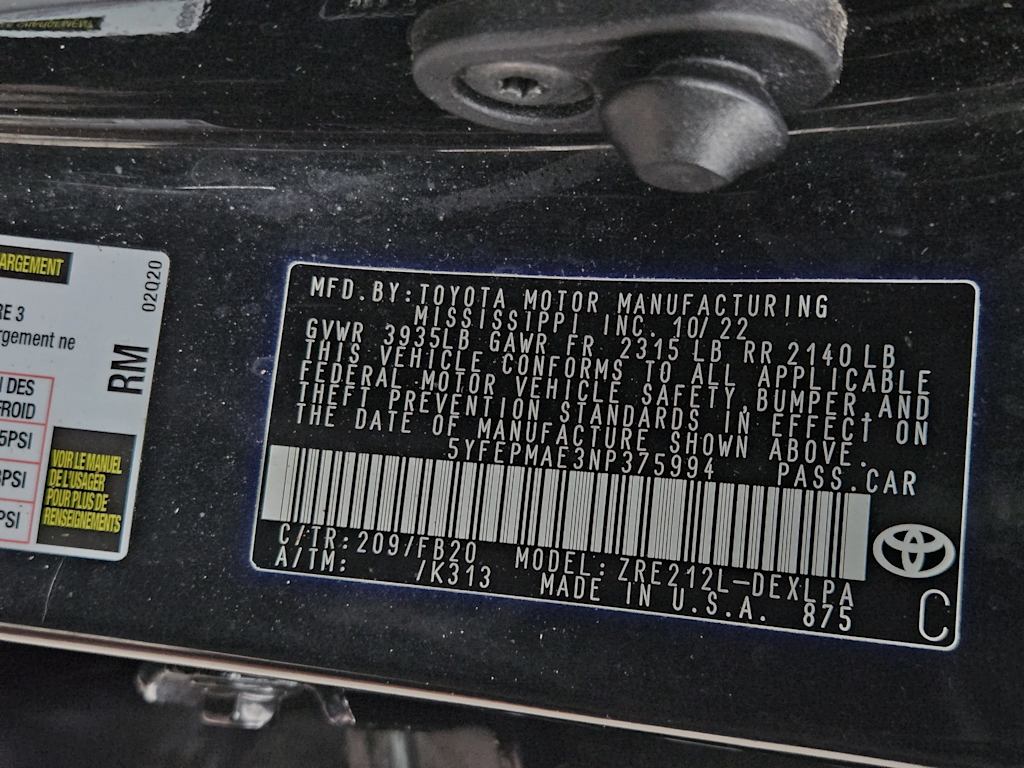 ARGEMENT
RE 3
rgement ne
DES
FROID
5PSI
PSI
PSI
02Q20
RM
VOIR LE MANUEL
DE L'USAGER
POUR PLUS DE
RENSEIGNEMENTS
MFD. BY: TOYOTA MOTOR MANUFACTURING
MISSISSIPPI INC. 10/22
GVWR 3935LB GAWR FR 2315 LB RR 2140 LB
THIS VEHICLE CONFORMS TO ALL APPLICABLE
FEDERAL MOTOR VEHICLE SAFETY, BUMPER, AND
THEFT PREVENTION STANDARDS IN EFFECT ON
THE DATE OF MANUFACTURE SHOWN ABOVE.
5YFEPMAE3NP375994 PASS.CAR
C/TR: 209/FB20 MODEL: ZRE212L-DEXLPA
A/TM: /K313 MADE IN U.S.A. 875
C